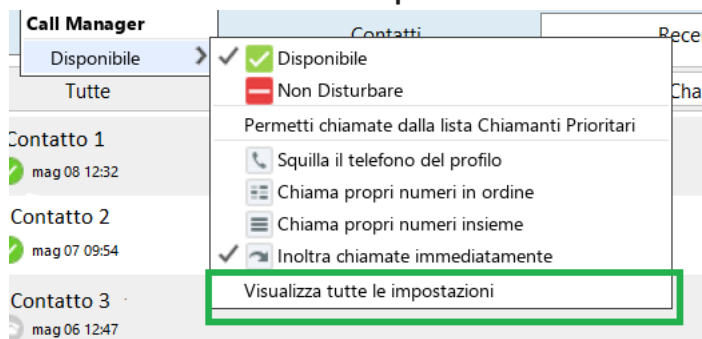 Call Manager
Contatti
Disponibile
Disponibile
Tutte
Non Disturbare
Permetti chiamate dalla lista Chiamanti Prioritari
Contatto 1
mag 08 12:32
Squilla il telefono del profilo
Chiama propri numeri in ordine
Contatto 2
Chiama propri numeri insieme
mag 07 09:54
Inoltra chiamate immediatamente
Visualizza tutte le impostazioni
Contatto 3
mag 06 12:47